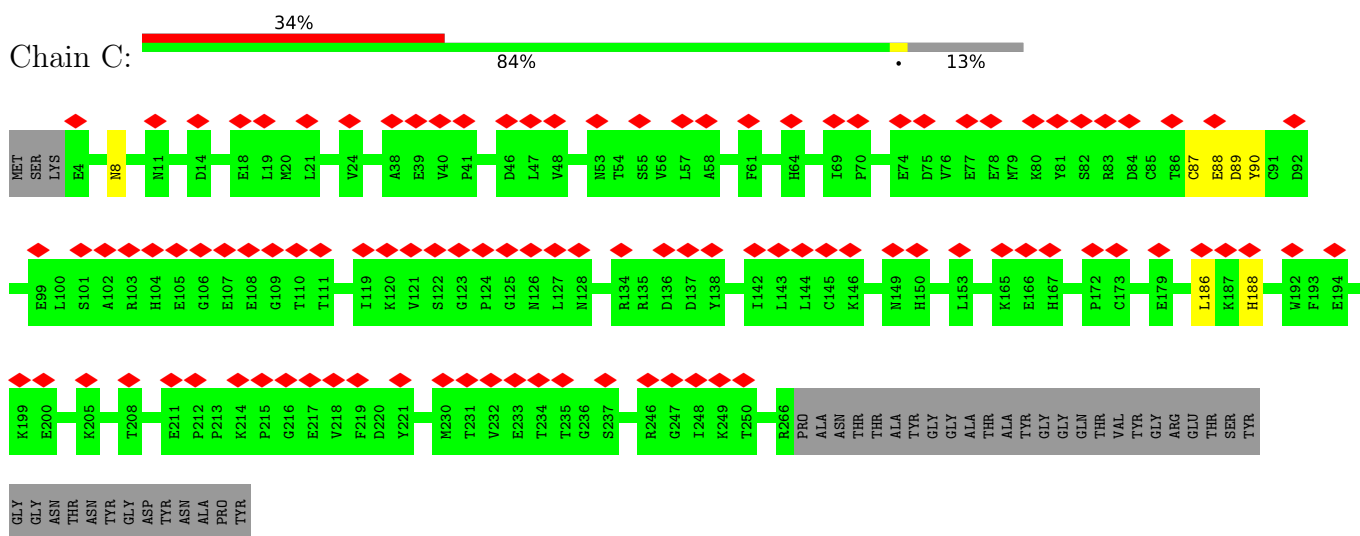 34%
Chain C:
84% • 13%
MET SER LYS E4 N8 N11 D14 E18 L19 M20 L21 V24 A38 E39 V40 P41 D46 L47 V48 N53 T54 S55 V56 L57 A58 F61 H64 I69 P70 E74 D75 V76 E77 E78 M79 K80 Y81 S82 R83 D84 C85 T86 C87 E88 D89 Y90 C91 D92
E99 L100 S101 A102 R103 H104 E105 G106 E107 E108 G109 T110 T111 I119 K120 V121 S122 G123 P124 G125 N126 L127 N128 R134 R135 D136 D137 Y138 I142 L143 L144 C145 K146 N149 H150 L153 K165 E166 H167 P172 C173 E179 L186 K187 H188 W192 F193 E194
K199 E200 K205 T208 E211 P212 P213 K214 P215 G216 E217 V218 F219 D220 Y221 M230 T231 V232 E233 T234 T235 G236 S237 R246 G247 I248 K249 T250 R266 PRO ALA ASN THR THR ALA TYR GLY GLY ALA THR ALA TYR GLY GLY GLN THR VAL TYR GLY ARG GLU THR SER TYR
GLY GLY ASN THR ASN TYR GLY ASP TYR ASN ALA PRO TYR